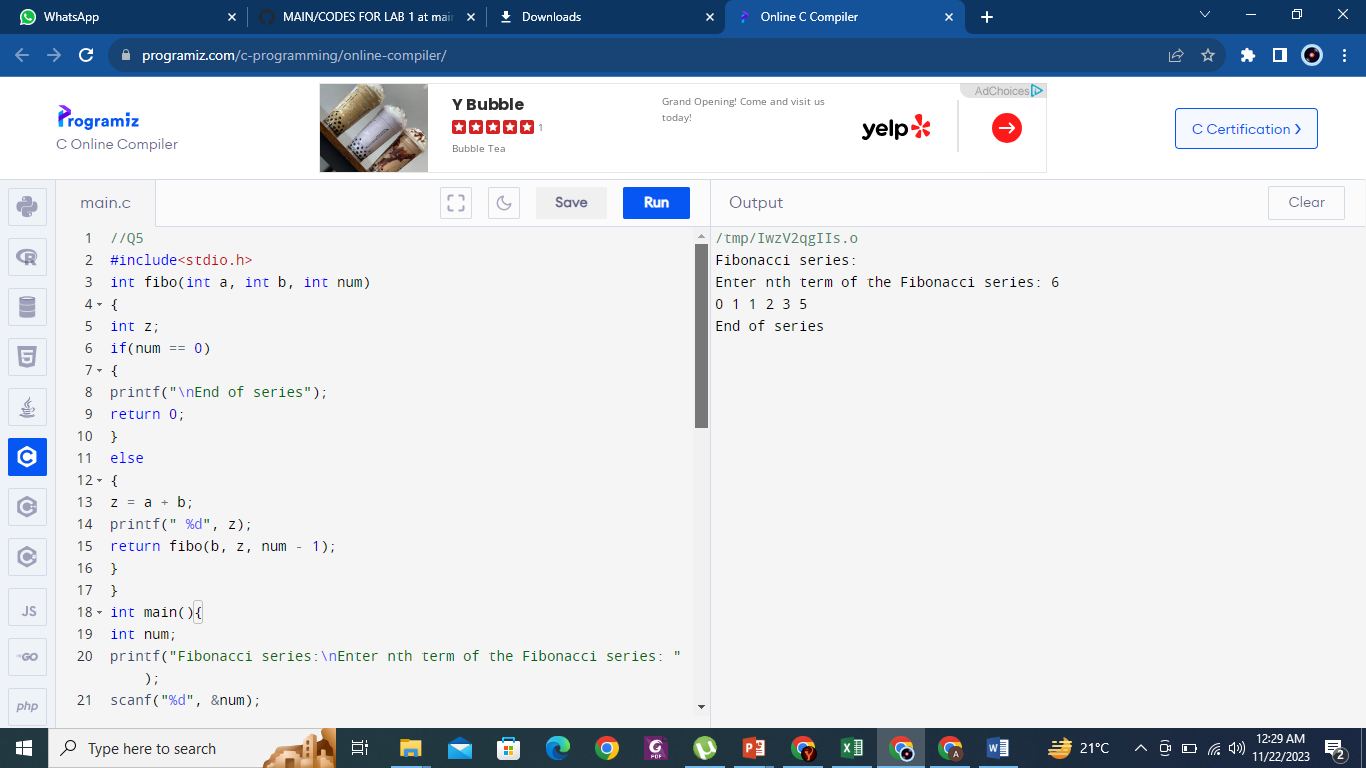 WhatsApp
MAIN/CODES FOR LAB 1 at mai
Downloads
Online C Compiler
programiz.com/c-programming/online-compiler/
Programiz
C Online Compiler
Y Bubble
1
Bubble Tea
Grand Opening! Come and visit us
today!
yelp
AdChoices
C Certification
main.c
Save
Run
Output
Clear
1 //Q5
2 #include<stdio.h>
3 int fibo(int a, int b, int num)
4 {
5 int z;
6 if(num == 0)
7 {
8 printf("\nEnd of series");
9 return 0;
10 }
11 else
12 {
13 z = a + b;
14 printf(" %d", z);
15 return fibo(b, z, num - 1);
16 }
17 }
18 int main(){
19 int num;
20 printf("Fibonacci series:\nEnter nth term of the Fibonacci series: "
);
21 scanf("%d", &num);
/tmp/IwzV2qgIIs.o
Fibonacci series:
Enter nth term of the Fibonacci series: 6
0 1 1 2 3 5
End of series
JS
GO
php
Type here to search
21°C
12:29 AM
11/22/2023
2